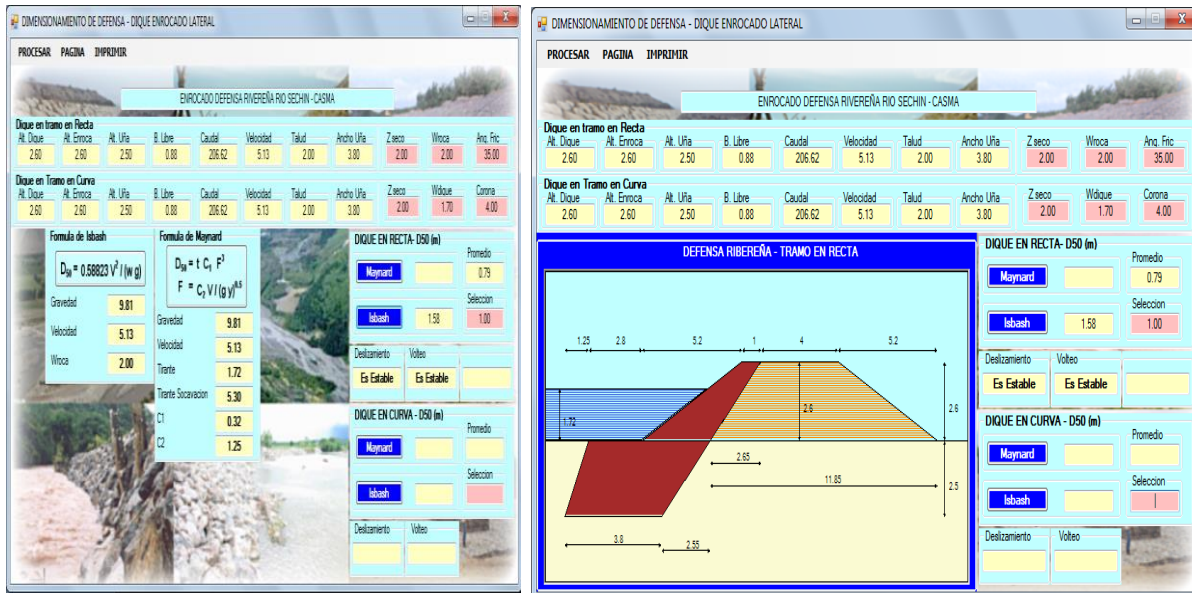 DIMENSIONAMIENTO DE DEFENSA - DIQUE ENROCADO LATERAL
PROCESAR PAGINA IMPRIMIR
ENROCADO DEFENSA RIVEREÑA RIO SECHIN - CASMA
Dique en tramo en Recta
Alt. Dique Alt. Enroca Alt. Uña B. Libre Caudal Velocidad Talud Ancho Uña Z seco Wroca Ang. Fric
2.60 2.60 2.50 0.88 206.62 5.13 2.00 3.80 2.00 2.00 35.00
Dique en Tramo en Curva
Alt. Dique Alt. Enroca Alt. Uña B. Libre Caudal Velocidad Talud Ancho Uña Z seco Wdique Corona
2.60 2.60 2.50 0.88 206.62 5.13 2.00 3.80 2.00 1.70 4.00
Formula de Isbash
D50 = 0.58823 V² / (w g)
Gravedad 9.81
Velocidad 5.13
Wroca 2.00
Formula de Maynard
D50 = t C1 F³
F = C2 V / (g y)^0.5
Gravedad 9.81
Velocidad 5.13
Tirante 1.72
Tirante Socavacion 5.30
C1 0.32
C2 1.25
DIQUE EN RECTA- D50 (m)
Promedio
Maynard 0.79
Seleccion
Isbash 1.58 1.00
Deslizamiento Volteo
Es Estable Es Estable
DIQUE EN CURVA - D50 (m)
Promedio
Maynard
Seleccion
Isbash
Deslizamiento Volteo
DIMENSIONAMIENTO DE DEFENSA - DIQUE ENROCADO LATERAL
PROCESAR PAGINA IMPRIMIR
ENROCADO DEFENSA RIVEREÑA RIO SECHIN - CASMA
Dique en tramo en Recta
Alt. Dique Alt. Enroca Alt. Uña B. Libre Caudal Velocidad Talud Ancho Uña Z seco Wroca Ang. Fric
2.60 2.60 2.50 0.88 206.62 5.13 2.00 3.80 2.00 2.00 35.00
Dique en Tramo en Curva
Alt. Dique Alt. Enroca Alt. Uña B. Libre Caudal Velocidad Talud Ancho Uña Z seco Wdique Corona
2.60 2.60 2.50 0.88 206.62 5.13 2.00 3.80 2.00 1.70 4.00
DEFENSA RIBEREÑA - TRAMO EN RECTA
1.25 2.8 5.2 1 4 5.2
1.72
2.6
2.6
2.65
11.85
2.5
3.8
2.55
DIQUE EN RECTA- D50 (m)
Promedio
Maynard 0.79
Seleccion
Isbash 1.58 1.00
Deslizamiento Volteo
Es Estable Es Estable
DIQUE EN CURVA - D50 (m)
Promedio
Maynard
Seleccion
Isbash
Deslizamiento Volteo